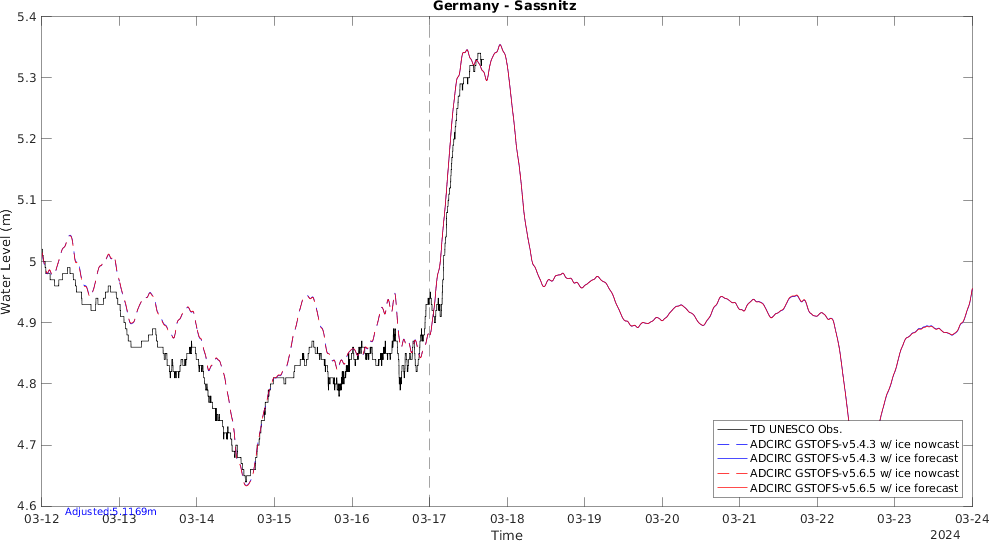 Germany - Sassnitz
5.4
5.3
5.2
5.1
5
4.9
4.8
4.7
4.6
Water Level (m)
TD UNESCO Obs.
ADCIRC GSTOFS-v5.4.3 w/ ice nowcast
ADCIRC GSTOFS-v5.4.3 w/ ice forecast
ADCIRC GSTOFS-v5.6.5 w/ ice nowcast
ADCIRC GSTOFS-v5.6.5 w/ ice forecast
Adjusted:5.1169m
03-12 03-13 03-14 03-15 03-16 03-17 03-18 03-19 03-20 03-21 03-22 03-23 03-24
Time
2024